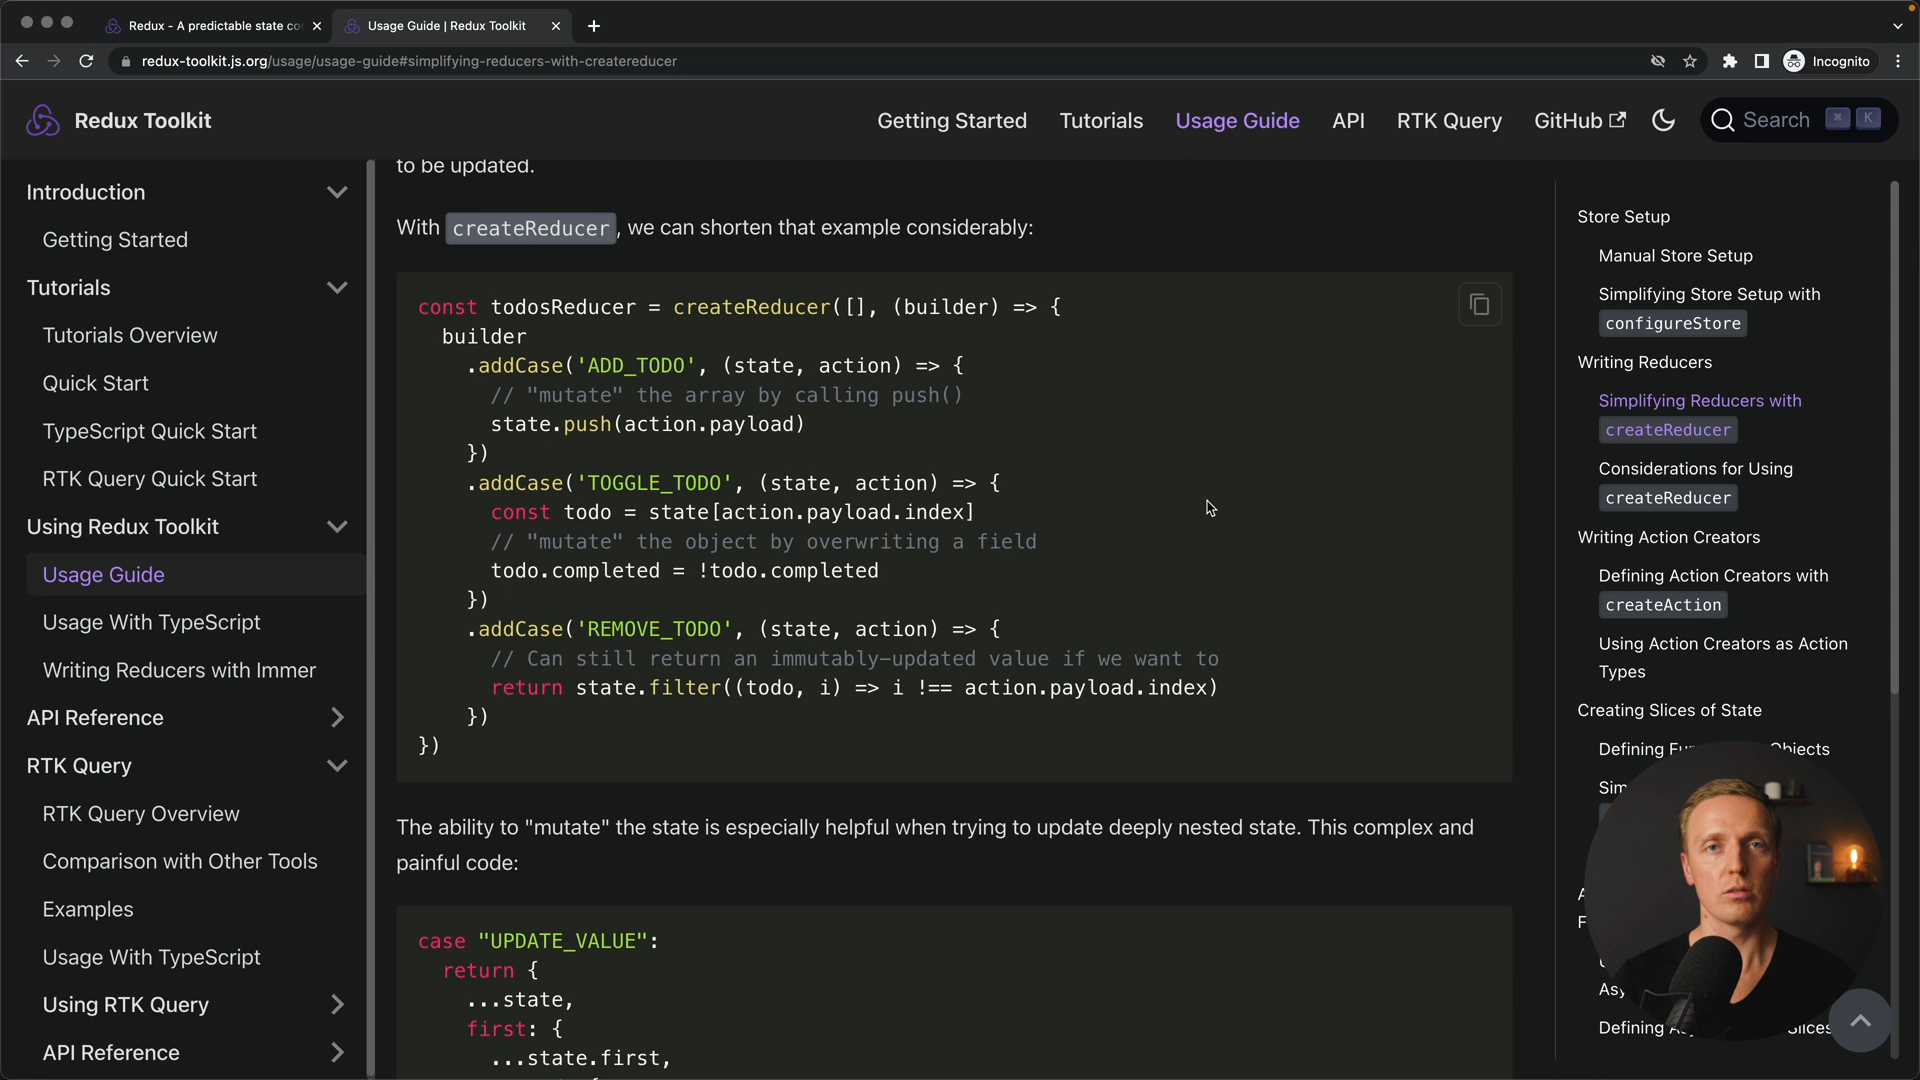 Redux - A predictable state co
Usage Guide | Redux Toolkit
redux-toolkit.js.org/usage/usage-guide#simplifying-reducers-with-createreducer
Incognito
Redux Toolkit
Getting Started
Tutorials
Usage Guide
API
RTK Query
GitHub
Search
⌘ K
Introduction
Getting Started
Tutorials
Tutorials Overview
Quick Start
TypeScript Quick Start
RTK Query Quick Start
Using Redux Toolkit
Usage Guide
Usage With TypeScript
Writing Reducers with Immer
API Reference
RTK Query
RTK Query Overview
Comparison with Other Tools
Examples
Usage With TypeScript
Using RTK Query
API Reference
to be updated.
With createReducer, we can shorten that example considerably:
const todosReducer = createReducer([], (builder) => {
  builder
    .addCase('ADD_TODO', (state, action) => {
      // "mutate" the array by calling push()
      state.push(action.payload)
    })
    .addCase('TOGGLE_TODO', (state, action) => {
      const todo = state[action.payload.index]
      // "mutate" the object by overwriting a field
      todo.completed = !todo.completed
    })
    .addCase('REMOVE_TODO', (state, action) => {
      // Can still return an immutably-updated value if we want to
      return state.filter((todo, i) => i !== action.payload.index)
    })
})
The ability to "mutate" the state is especially helpful when trying to update deeply nested state. This complex and
painful code:
case "UPDATE_VALUE":
  return {
    ...state,
    first: {
      ...state.first,
Store Setup
Manual Store Setup
Simplifying Store Setup with
configureStore
Writing Reducers
Simplifying Reducers with
createReducer
Considerations for Using
createReducer
Writing Action Creators
Defining Action Creators with
createAction
Using Action Creators as Action
Types
Creating Slices of State
Defining Objects
Defining